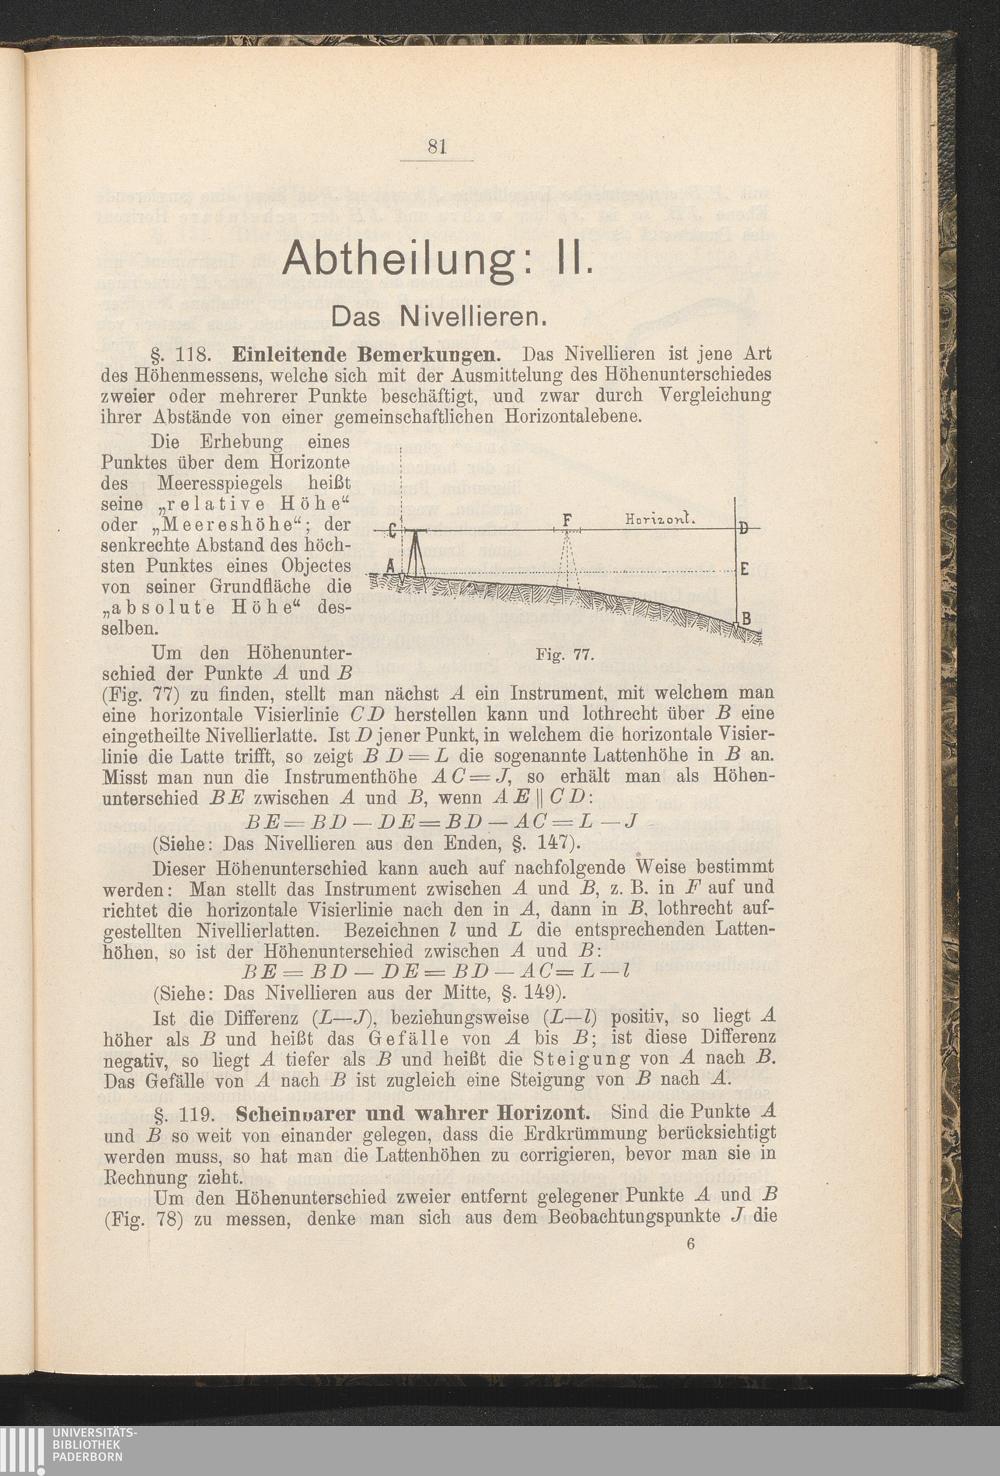 81
Abtheilung: II.
Das Nivellieren.
§. 118. Einleitende Bemerkungen. Das Nivellieren ist jene Art
des Höhenmessens, welche sich mit der Ausmittelung des Höhenunterschiedes
zweier oder mehrerer Punkte beschäftigt, und zwar durch Vergleichung
ihrer Abstände von einer gemeinschaftlichen Horizontalebene.
Die Erhebung eines
Punktes über dem Horizonte
des Meeresspiegels heißt
seine „relative Höhe“
oder „Meereshöhe“; der
senkrechte Abstand des höch-
sten Punktes eines Objectes
von seiner Grundfläche die
„absolute Höhe“ des-
selben.
C F Horizont. D
A E
B
Fig. 77.
Um den Höhenunter-
schied der Punkte A und B
(Fig. 77) zu finden, stellt man nächst A ein Instrument, mit welchem man
eine horizontale Visierlinie CD herstellen kann und lothrecht über B eine
eingetheilte Nivellierlatte. Ist D jener Punkt, in welchem die horizontale Visier-
linie die Latte trifft, so zeigt BD = L die sogenannte Lattenhöhe in B an.
Misst man nun die Instrumenthöhe AC = J, so erhält man als Höhen-
unterschied BE zwischen A und B, wenn AE || CD:
BE = BD — DE = BD — AC = L — J
(Siehe: Das Nivellieren aus den Enden, §. 147).
Dieser Höhenunterschied kann auch auf nachfolgende Weise bestimmt
werden: Man stellt das Instrument zwischen A und B, z. B. in F auf und
richtet die horizontale Visierlinie nach den in A, dann in B, lothrecht auf-
gestellten Nivellierlatten. Bezeichnen l und L die entsprechenden Latten-
höhen, so ist der Höhenunterschied zwischen A und B:
BE = BD — DE = BD — AC = L — l
(Siehe: Das Nivellieren aus der Mitte, §. 149).
Ist die Differenz (L—J), beziehungsweise (L—l) positiv, so liegt A
höher als B und heißt das Gefälle von A bis B; ist diese Differenz
negativ, so liegt A tiefer als B und heißt die Steigung von A nach B.
Das Gefälle von A nach B ist zugleich eine Steigung von B nach A.
§. 119. Scheinbarer und wahrer Horizont. Sind die Punkte A
und B so weit von einander gelegen, dass die Erdkrümmung berücksichtigt
werden muss, so hat man die Lattenhöhen zu corrigieren, bevor man sie in
Rechnung zieht.
Um den Höhenunterschied zweier entfernt gelegener Punkte A und B
(Fig. 78) zu messen, denke man sich aus dem Beobachtungspunkte J die
6
UNIVERSITÄTS-
BIBLIOTHEK
PADERBORN